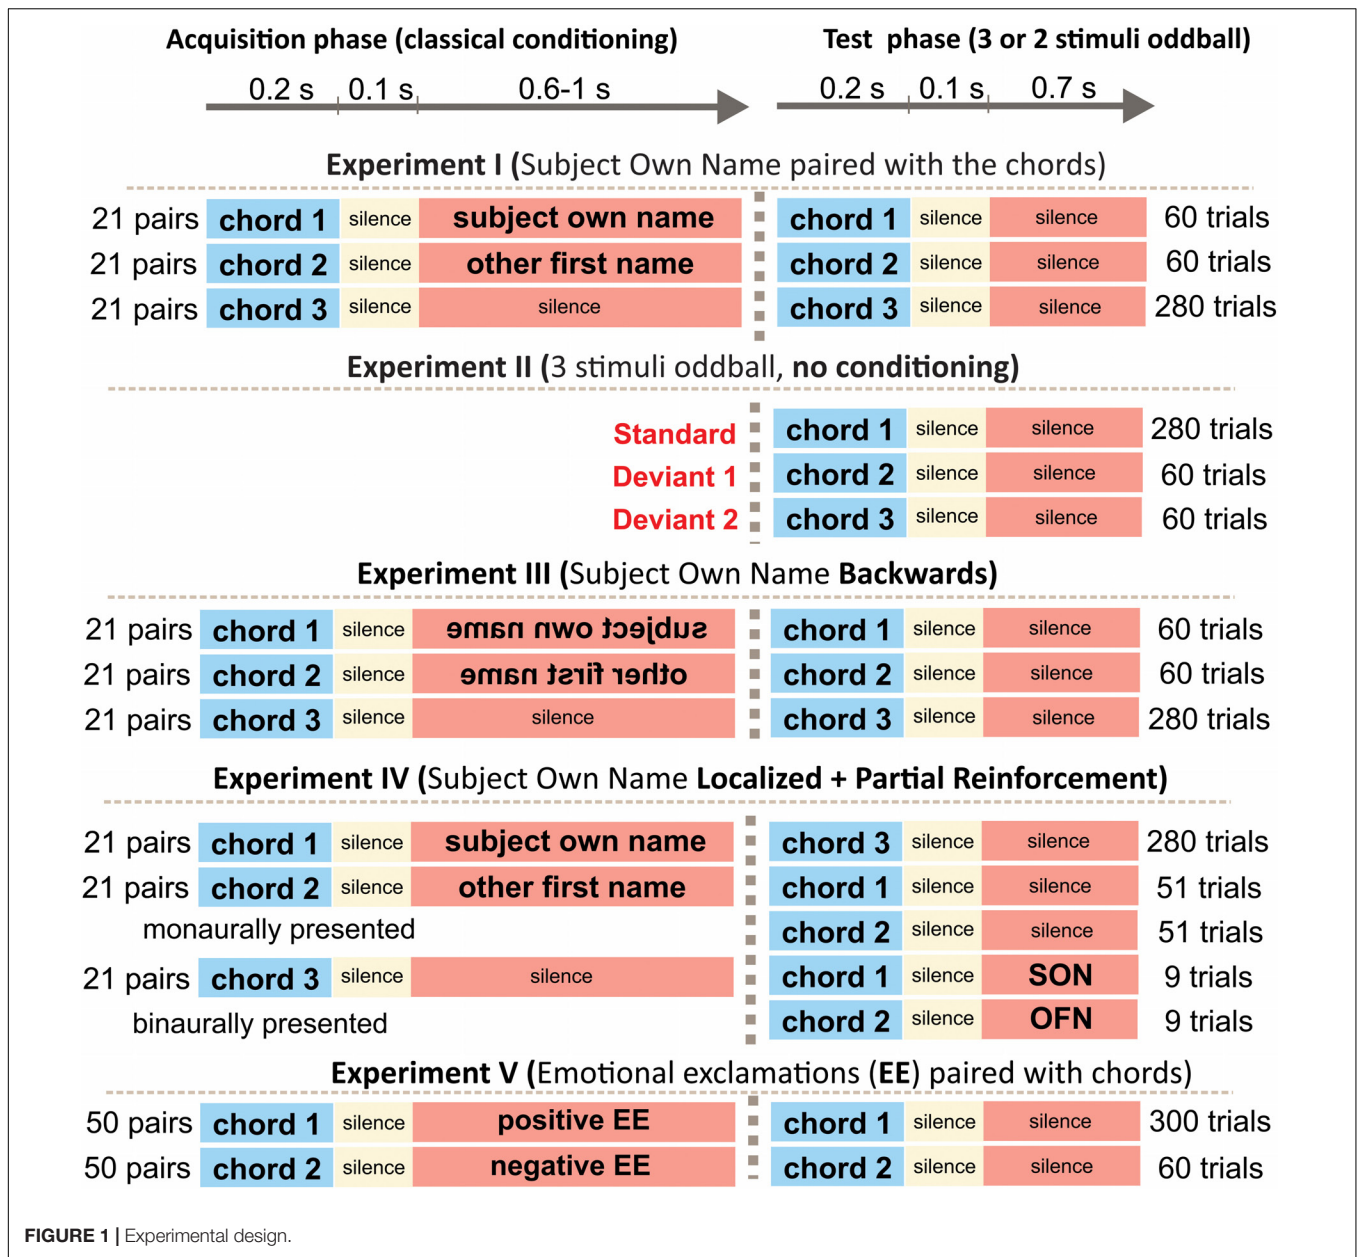 Acquisition phase (classical conditioning) Test phase (3 or 2 stimuli oddball)
0.2 s 0.1 s 0.6-1 s 0.2 s 0.1 s 0.7 s
Experiment I (Subject Own Name paired with the chords)
21 pairs chord 1 silence subject own name chord 1 silence silence 60 trials
21 pairs chord 2 silence other first name chord 2 silence silence 60 trials
21 pairs chord 3 silence silence chord 3 silence silence 280 trials
Experiment II (3 stimuli oddball, no conditioning)
Standard chord 1 silence silence 280 trials
Deviant 1 chord 2 silence silence 60 trials
Deviant 2 chord 3 silence silence 60 trials
Experiment III (Subject Own Name Backwards)
21 pairs chord 1 silence subject own name chord 1 silence silence 60 trials
21 pairs chord 2 silence other first name chord 2 silence silence 60 trials
21 pairs chord 3 silence silence chord 3 silence silence 280 trials
Experiment IV (Subject Own Name Localized + Partial Reinforcement)
21 pairs chord 1 silence subject own name chord 3 silence silence 280 trials
21 pairs chord 2 silence other first name chord 1 silence silence 51 trials
monaurally presented chord 2 silence silence 51 trials
21 pairs chord 3 silence silence chord 1 silence SON 9 trials
binaurally presented chord 2 silence OFN 9 trials
Experiment V (Emotional exclamations (EE) paired with chords)
50 pairs chord 1 silence positive EE chord 1 silence silence 300 trials
50 pairs chord 2 silence negative EE chord 2 silence silence 60 trials
FIGURE 1 | Experimental design.